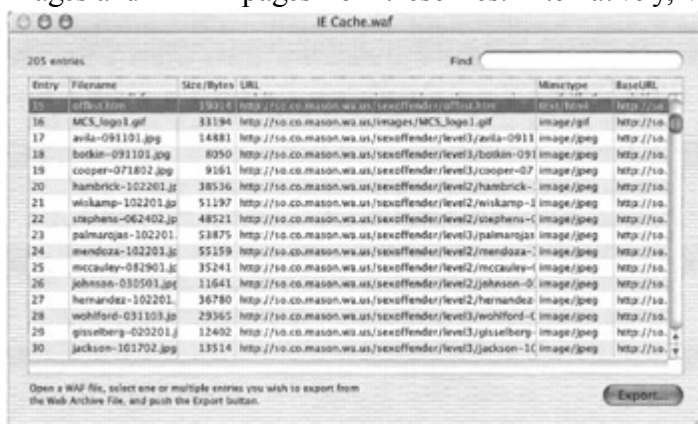 IE Cache.waf
205 entries Find
Entry Filename Size/Bytes URL Mimetype BaseURL
15 offlist.htm 19014 http://so.co.mason.wa.us/sexoffender/offlist.htm text/html http://so.
16 MCS_logo1.gif 33194 http://so.co.mason.wa.us/images/MCS_logo1.gif image/gif http://so.
17 avila-091101.jpg 14881 http://so.co.mason.wa.us/sexoffender/level3/avila-0911 image/jpeg http://so.
18 botkin-091101.jpg 8050 http://so.co.mason.wa.us/sexoffender/level3/botkin-091 image/jpeg http://so.
19 cooper-071802.jpg 9161 http://so.co.mason.wa.us/sexoffender/level3/cooper-07 image/jpeg http://so.
20 hambrick-102201.jp 38536 http://so.co.mason.wa.us/sexoffender/level2/hambrick- image/jpeg http://so.
21 wiskamp-102201.jp 51197 http://so.co.mason.wa.us/sexoffender/level2/wiskamp-1 image/jpeg http://so.
22 stephens-062402.jp 48521 http://so.co.mason.wa.us/sexoffender/level2/stephens-0 image/jpeg http://so.
23 palmarojas-102201. 53875 http://so.co.mason.wa.us/sexoffender/level3/palmarojas image/jpeg http://so.
24 mendoza-102201.jp 55159 http://so.co.mason.wa.us/sexoffender/level2/mendoza-1 image/jpeg http://so.
25 mccauley-082901.jp 35241 http://so.co.mason.wa.us/sexoffender/level2/mccauley-0 image/jpeg http://so.
26 johnson-030501.jpg 11641 http://so.co.mason.wa.us/sexoffender/level2/johnson-0 image/jpeg http://so.
27 hernandez-102201. 36780 http://so.co.mason.wa.us/sexoffender/level2/hernandez- image/jpeg http://so.
28 wohlford-031103.jp 29365 http://so.co.mason.wa.us/sexoffender/level3/wohlford-0 image/jpeg http://so.
29 gisselberg-020201.j 12402 http://so.co.mason.wa.us/sexoffender/level3/gisselberg- image/jpeg http://so.
30 jackson-101702.jpg 13514 http://so.co.mason.wa.us/sexoffender/level3/jackson-10 image/jpeg http://so.
Open a WAF file, select one or multiple entries you wish to export from
the Web Archive File, and push the Export button.
Export...